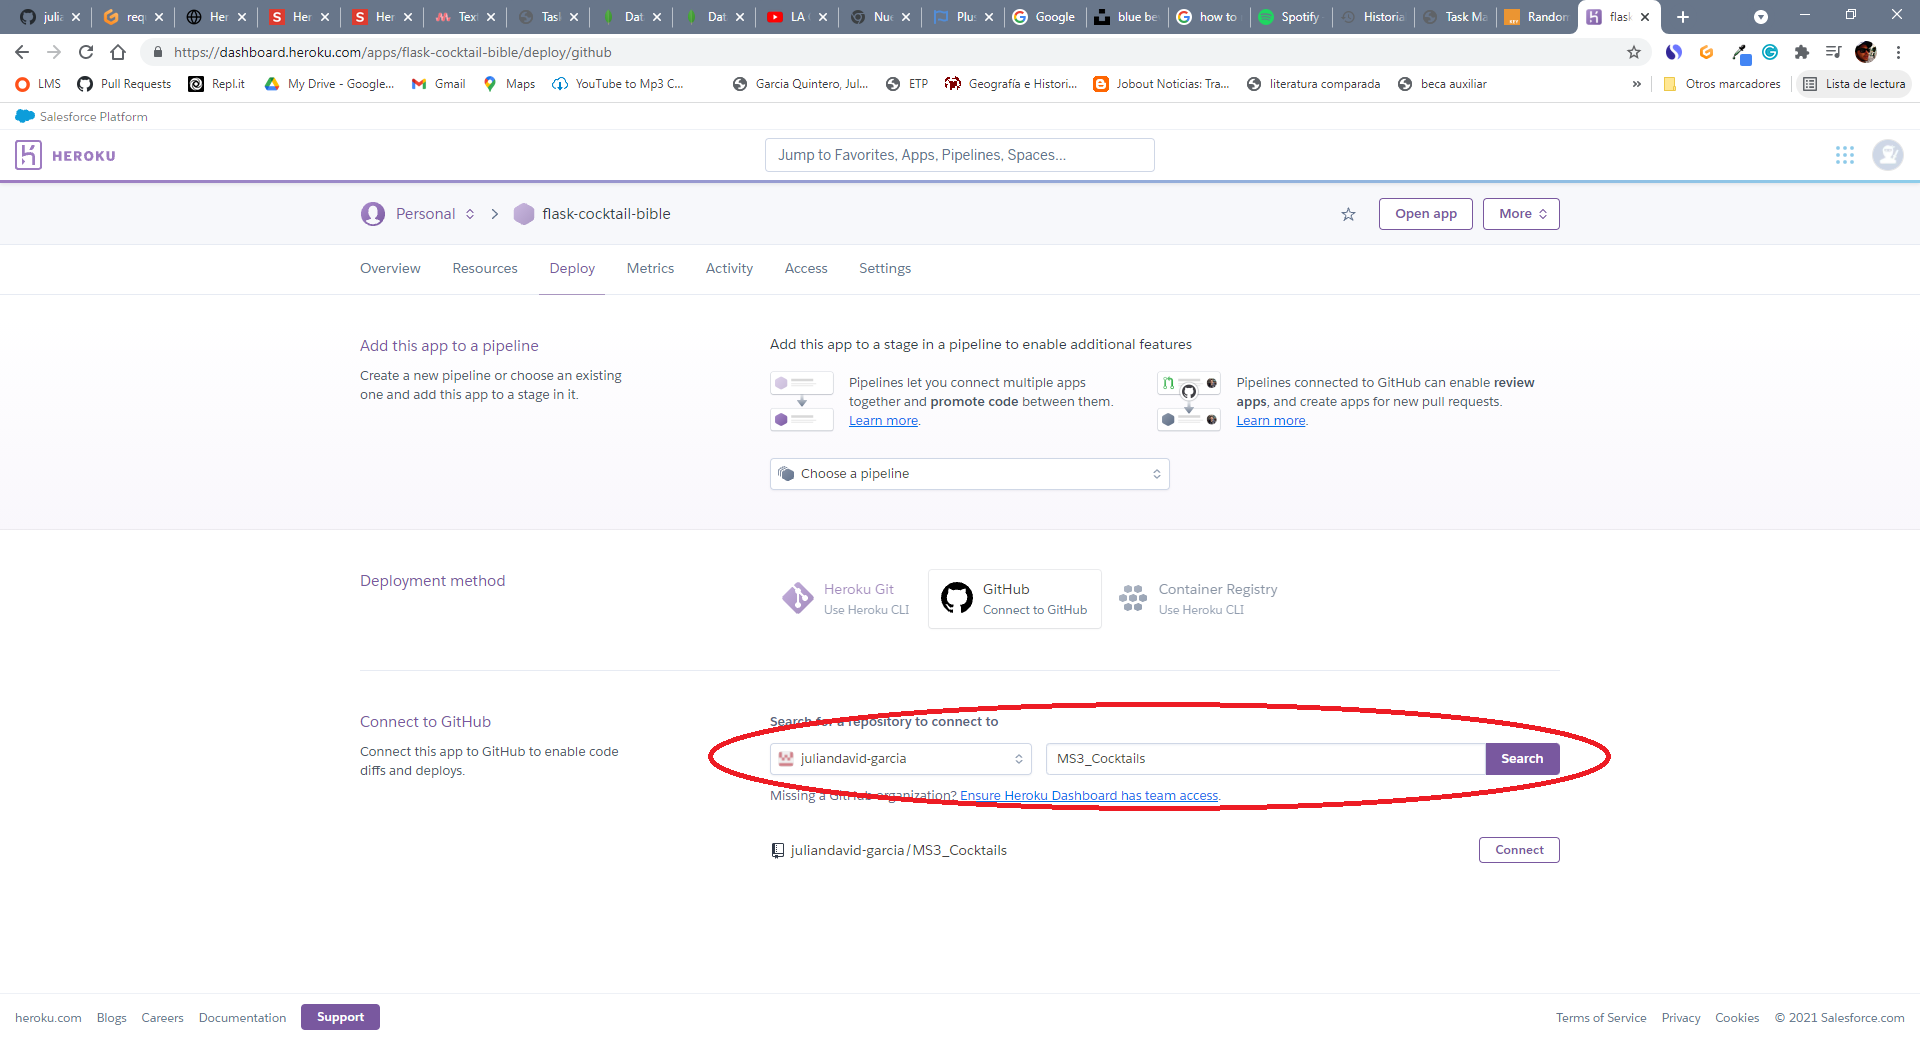 julia req Her Her Her Text Task Dat Dat LA Nue Plus Google blue be how to Spotify Historia Task Ma Random flas
https://dashboard.heroku.com/apps/flask-cocktail-bible/deploy/github
LMS Pull Requests Repl.it My Drive - Google... Gmail Maps YouTube to Mp3 C... Garcia Quintero, Jul... ETP Geografía e Histori... Jobout Noticias: Tra... literatura comparada beca auxiliar » Otros marcadores Lista de lectura
Salesforce Platform
HEROKU Jump to Favorites, Apps, Pipelines, Spaces...
Personal flask-cocktail-bible Open app More
Overview Resources Deploy Metrics Activity Access Settings
Add this app to a pipeline
Create a new pipeline or choose an existing
one and add this app to a stage in it.
Add this app to a stage in a pipeline to enable additional features
Pipelines let you connect multiple apps
together and promote code between them.
Learn more.
Pipelines connected to GitHub can enable review
apps, and create apps for new pull requests.
Learn more.
Choose a pipeline
Deployment method
Heroku Git
Use Heroku CLI
GitHub
Connect to GitHub
Container Registry
Use Heroku CLI
Connect to GitHub
Connect this app to GitHub to enable code
diffs and deploys.
Search for a repository to connect to
juliandavid-garcia MS3_Cocktails Search
Missing a GitHub organization? Ensure Heroku Dashboard has team access.
juliandavid-garcia/MS3_Cocktails Connect
heroku.com Blogs Careers Documentation Support Terms of Service Privacy Cookies © 2021 Salesforce.com